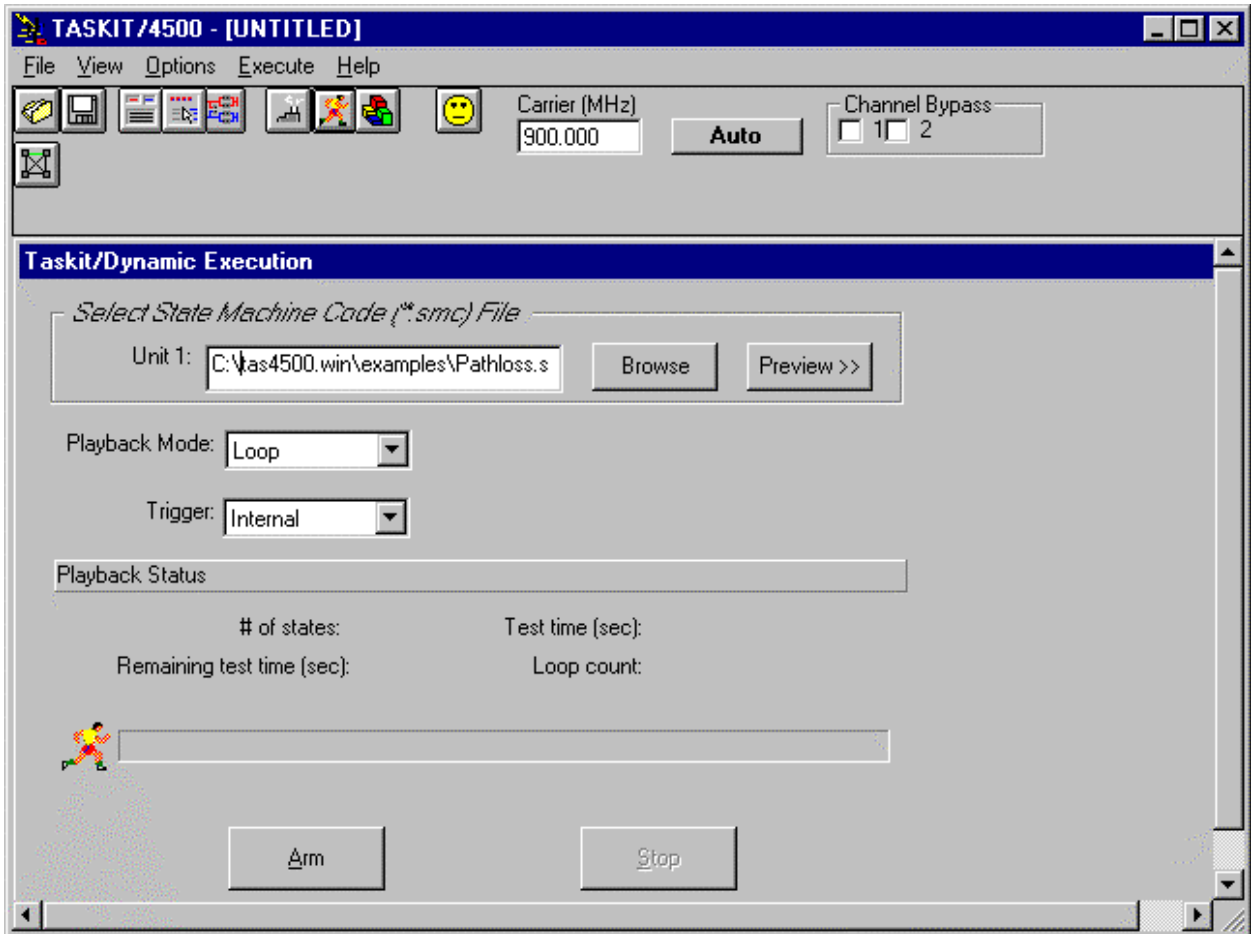 TASKIT/4500 - [UNTITLED]
File View Options Execute Help
Carrier (MHz)
900.000
Auto
Channel Bypass
1 2
Taskit/Dynamic Execution
Select State Machine Code (*.smc) File
Unit 1: C:\tas4500.win\examples\Pathloss.s Browse Preview >>
Playback Mode: Loop
Trigger: Internal
Playback Status
# of states: Test time (sec):
Remaining test time (sec): Loop count:
Arm Stop